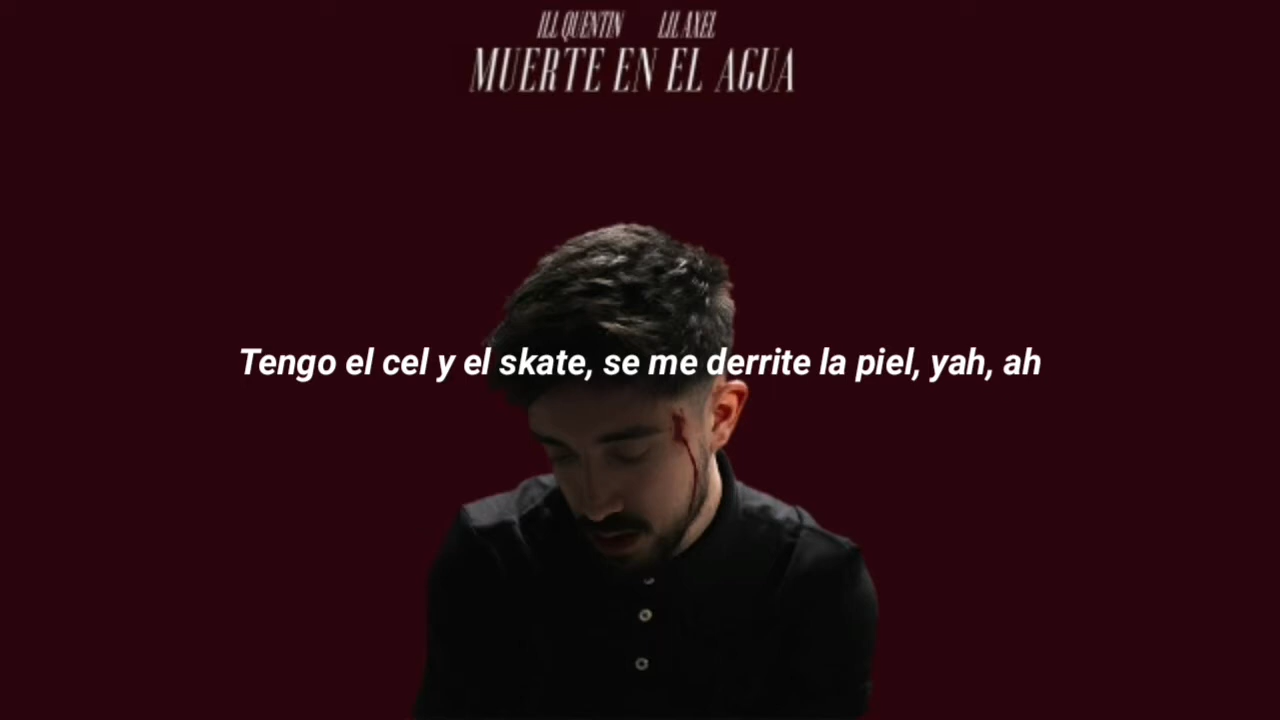 ILL QUENTIN LIL AXEL
MUERTE EN EL AGUA
Tengo el cel y el skate, se me derrite la piel, yah, ah